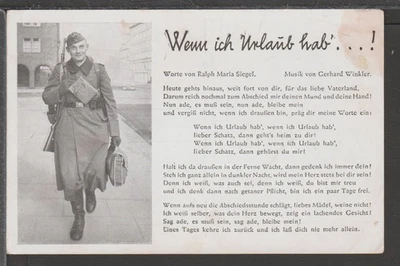 Wenn ich Urlaub hab'...!
Worte von Ralph Maria Siegel. Musik von Gerhard Winkler.
Heute gehts hinaus, weit fort von dir, für das liebe Vaterland.
Darum reich nochmal zum Abschied mir deinen Mund und deine Hand!
Nun ade, es muß sein, nun ade, bleibe mein
und vergiß nicht, wenn ich draußen bin, präg dir meine Worte ein:
Wenn ich Urlaub hab', wenn ich Urlaub hab',
lieber Schatz, dann geht's heim zu dir!
Wenn ich Urlaub hab', wenn ich Urlaub hab',
lieber Schatz, dann gehörst du mir!
Halt ich da draußen in der Ferne Wacht, dann gedenk ich immer dein!
Steh ich ganz allein in dunkler Nacht, wird mein Herz stets bei dir sein!
Denn ich weiß, was auch sei, denn ich weiß, du bist mir treu
und ich denk dann nach getaner Pflicht, bin ich ein paar Tage frei.
Wenn aufs neu die Abschiedsstunde schlägt, liebes Mädel, weine nicht!
Ich weiß selber, was dein Herz bewegt, zeig ein lachendes Gesicht!
Sag ade, es muß sein, sag ade, bleibe mein!
Eines Tages kehre ich zurück und ich laß dich nie mehr allein.